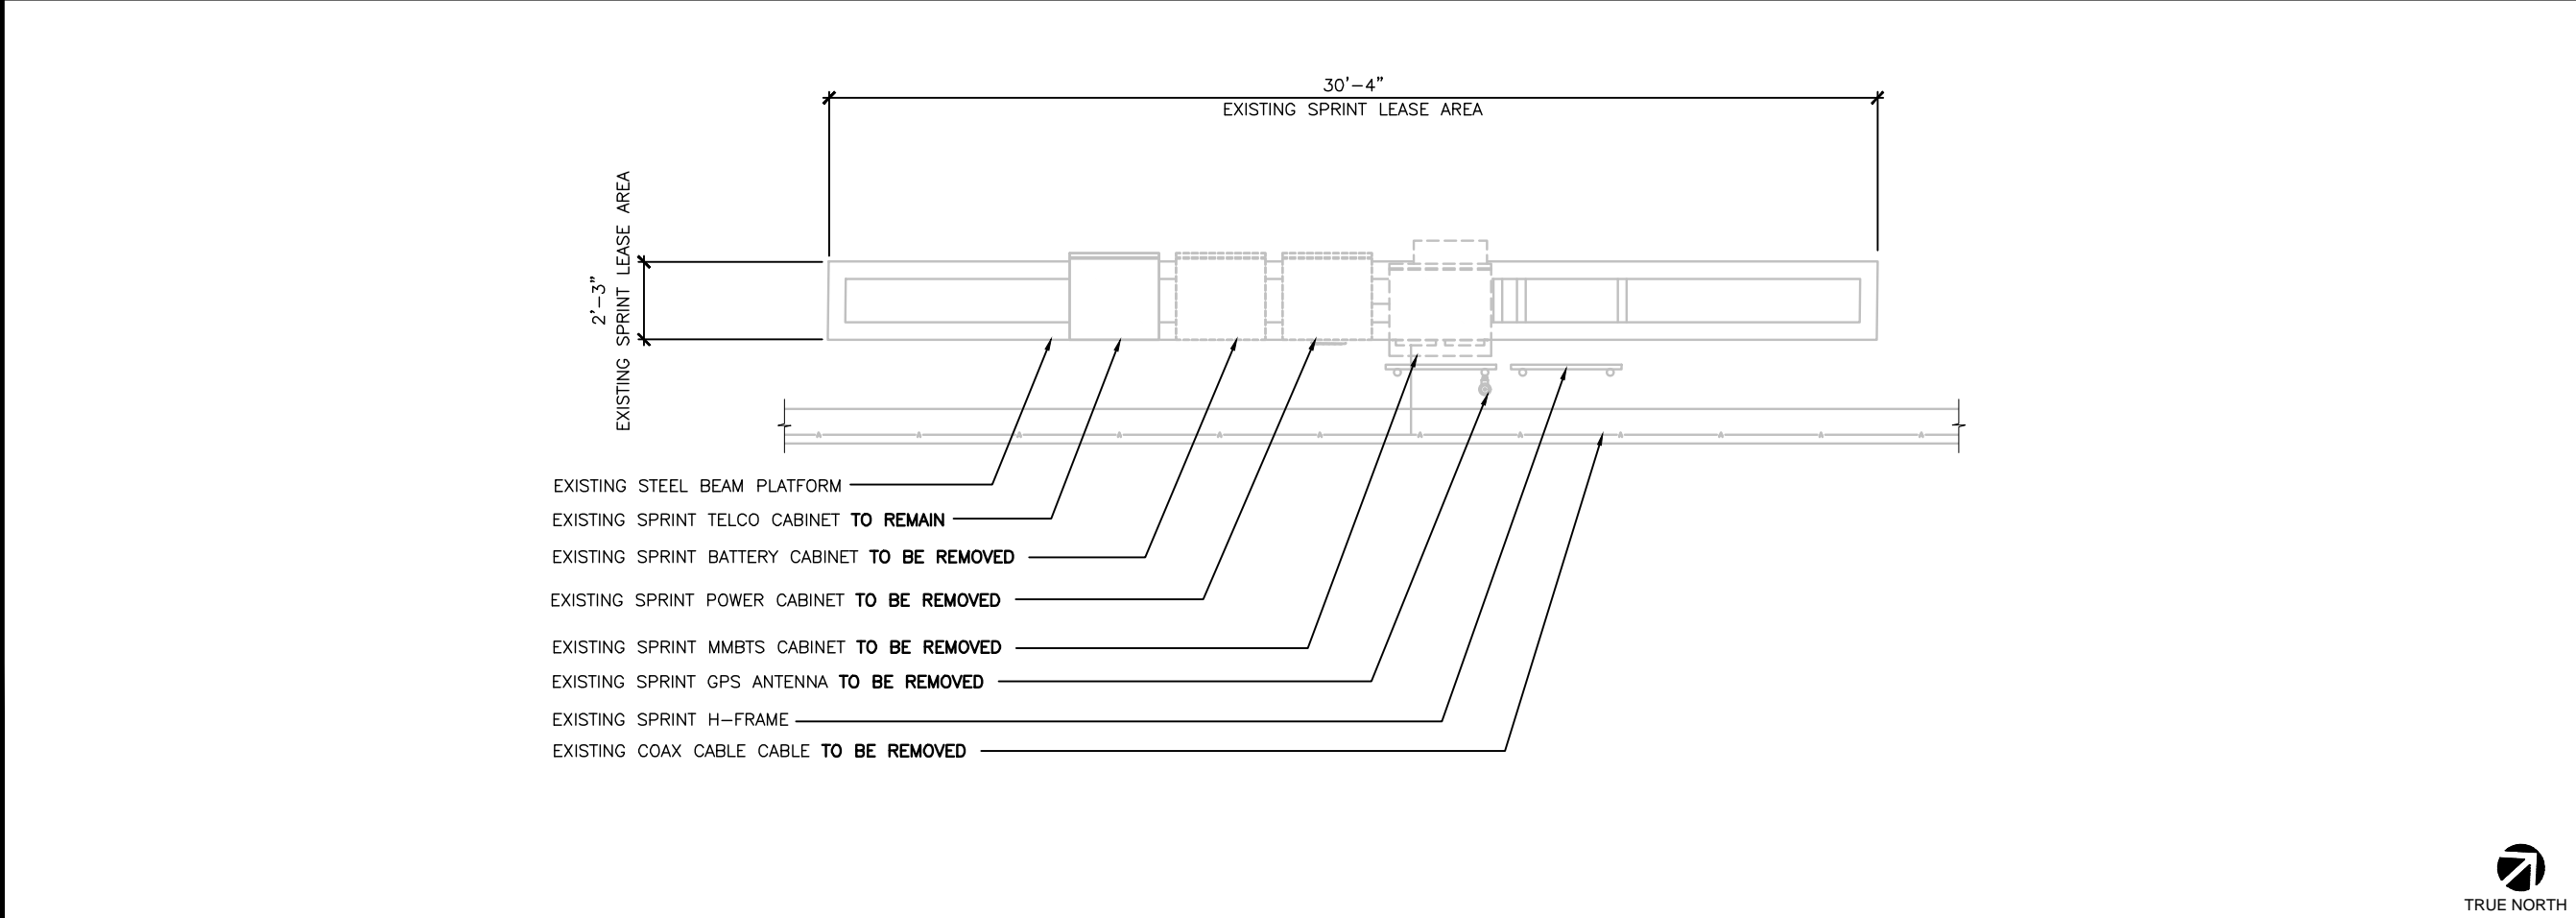 30'-4"
EXISTING SPRINT LEASE AREA
2'-3"
EXISTING SPRINT LEASE AREA
EXISTING STEEL BEAM PLATFORM
EXISTING SPRINT TELCO CABINET TO REMAIN
EXISTING SPRINT BATTERY CABINET TO BE REMOVED
EXISTING SPRINT POWER CABINET TO BE REMOVED
EXISTING SPRINT MMBTS CABINET TO BE REMOVED
EXISTING SPRINT GPS ANTENNA TO BE REMOVED
EXISTING SPRINT H-FRAME
EXISTING COAX CABLE CABLE TO BE REMOVED
TRUE NORTH